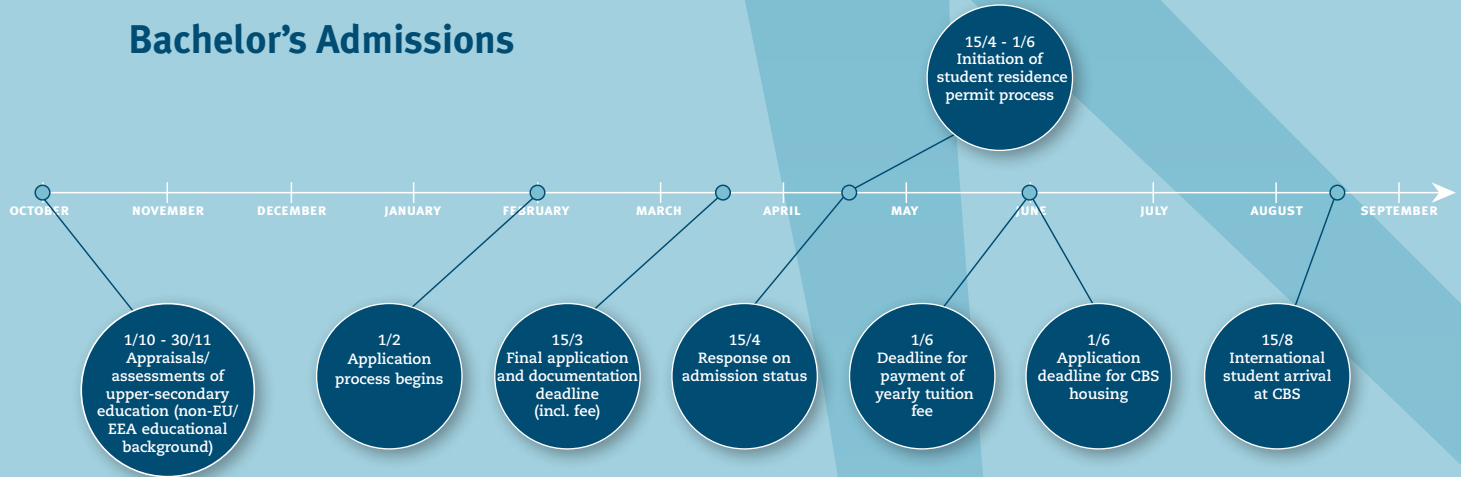 Bachelor's Admissions
15/4 - 1/6
Initiation of
student residence
permit process
OCTOBER
NOVEMBER
DECEMBER
JANUARY
FEBRUARY
MARCH
APRIL
MAY
JUNE
JULY
AUGUST
SEPTEMBER
1/10 - 30/11
Appraisals/
assessments of
upper-secondary
education (non-EU/
EEA educational
background)
1/2
Application
process begins
15/3
Final application
and documentation
deadline
(incl. fee)
15/4
Response on
admission status
1/6
Deadline for
payment of
yearly tuition
fee
1/6
Application
deadline for CBS
housing
15/8
International
student arrival
at CBS